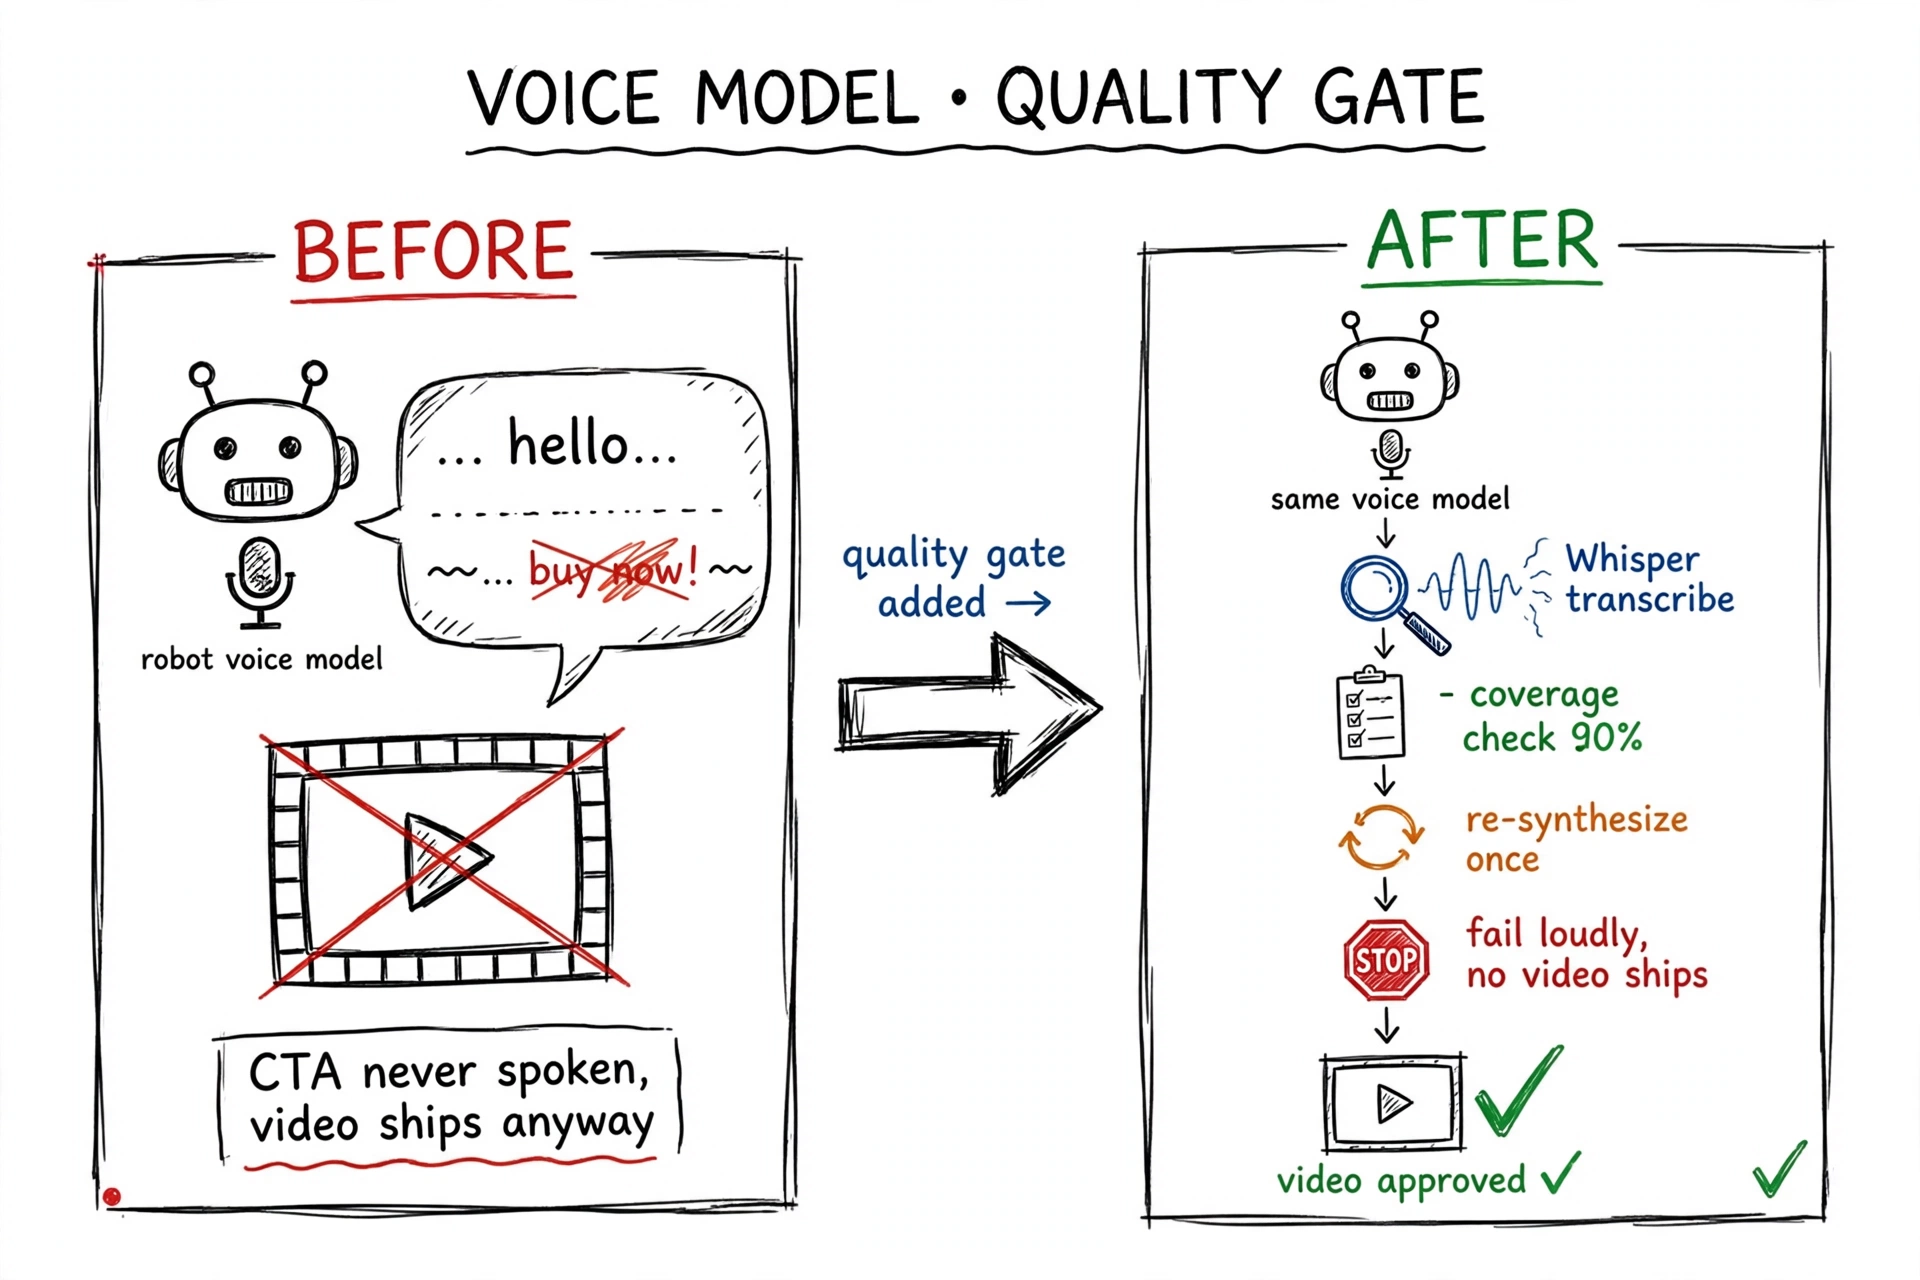 VOICE MODEL • QUALITY GATE
BEFORE
... hello...
~... buy now! ~
robot voice model
CTA never spoken,
video ships anyway
quality gate
added →
AFTER
same voice model
Whisper
transcribe
- coverage
check 90%
re-synthesize
once
STOP
fail loudly,
no video ships
video approved ✓